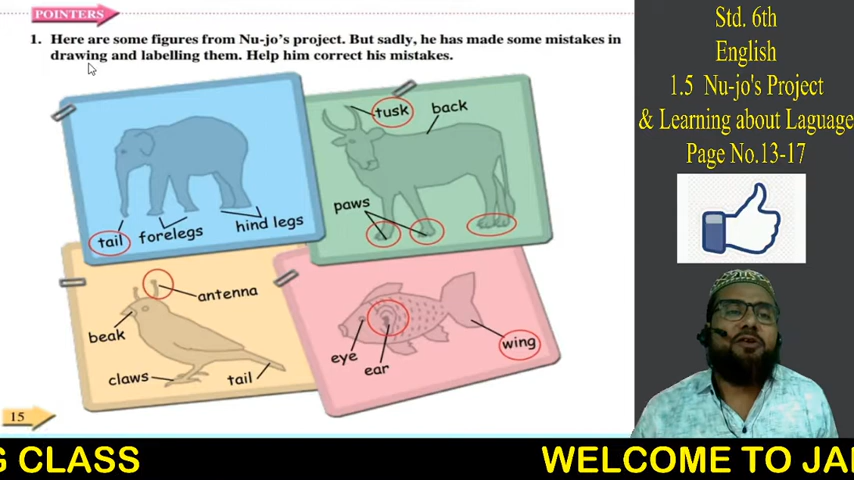 POINTERS
1. Here are some figures from Nu-jo's project. But sadly, he has made some mistakes in
drawing and labelling them. Help him correct his mistakes.
tail
forelegs
hind legs
tusk
back
paws
antenna
beak
claws
tail
eye
ear
wing
15
Std. 6th
English
1.5 Nu-jo's Project
& Learning about Laguage
Page No.13-17
G CLASS
WELCOME TO JA